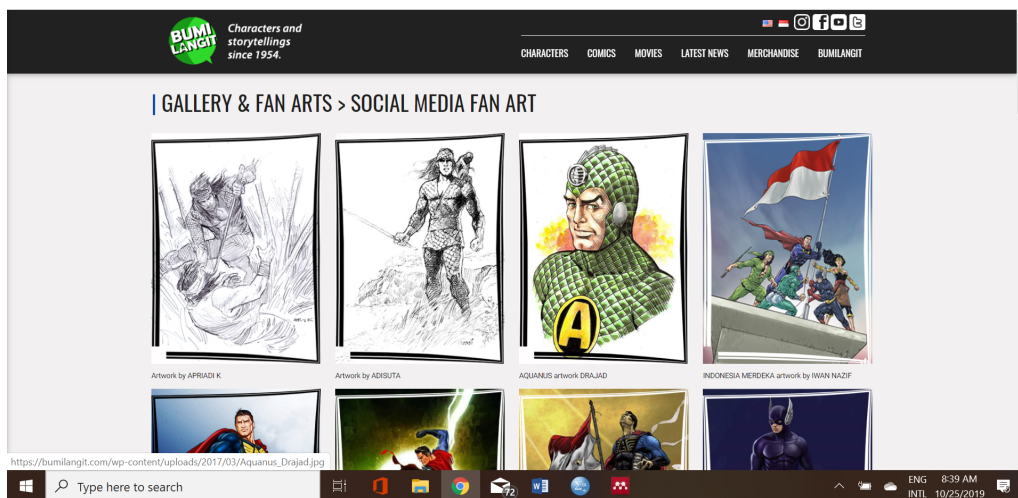 BUMI
LANGIT
Characters and
storytellings
since 1954.
CHARACTERS COMICS MOVIES LATEST NEWS MERCHANDISE BUMILANGIT
| GALLERY & FAN ARTS > SOCIAL MEDIA FAN ART
A
Artwork by APRIADI K
Artwork by ADISUTA
AQUANUS artwork DRAJAD
INDONESIA MERDEKA artwork by IWAN NAZIF
https://bumilangit.com/wp-content/uploads/2017/03/Aquanus_Drajad.jpg
Type here to search
72
ENG 8:39 AM
INTL 10/25/2019